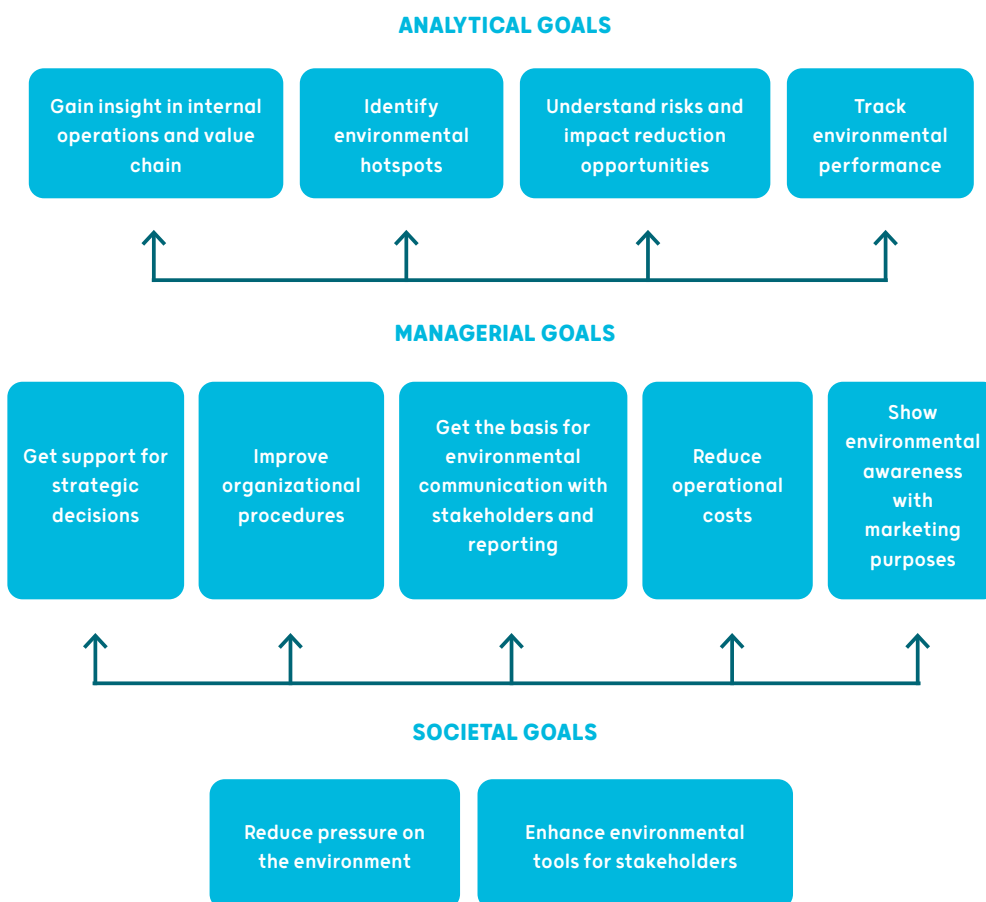 ANALYTICAL GOALS
Gain insight in internal
operations and value
chain
Identify
environmental
hotspots
Understand risks and
impact reduction
opportunities
Track
environmental
performance
MANAGERIAL GOALS
Get support for
strategic
decisions
Improve
organizational
procedures
Get the basis for
environmental
communication with
stakeholders and
reporting
Reduce
operational
costs
Show
environmental
awareness
with
marketing
purposes
SOCIETAL GOALS
Reduce pressure on
the environment
Enhance environmental
tools for stakeholders